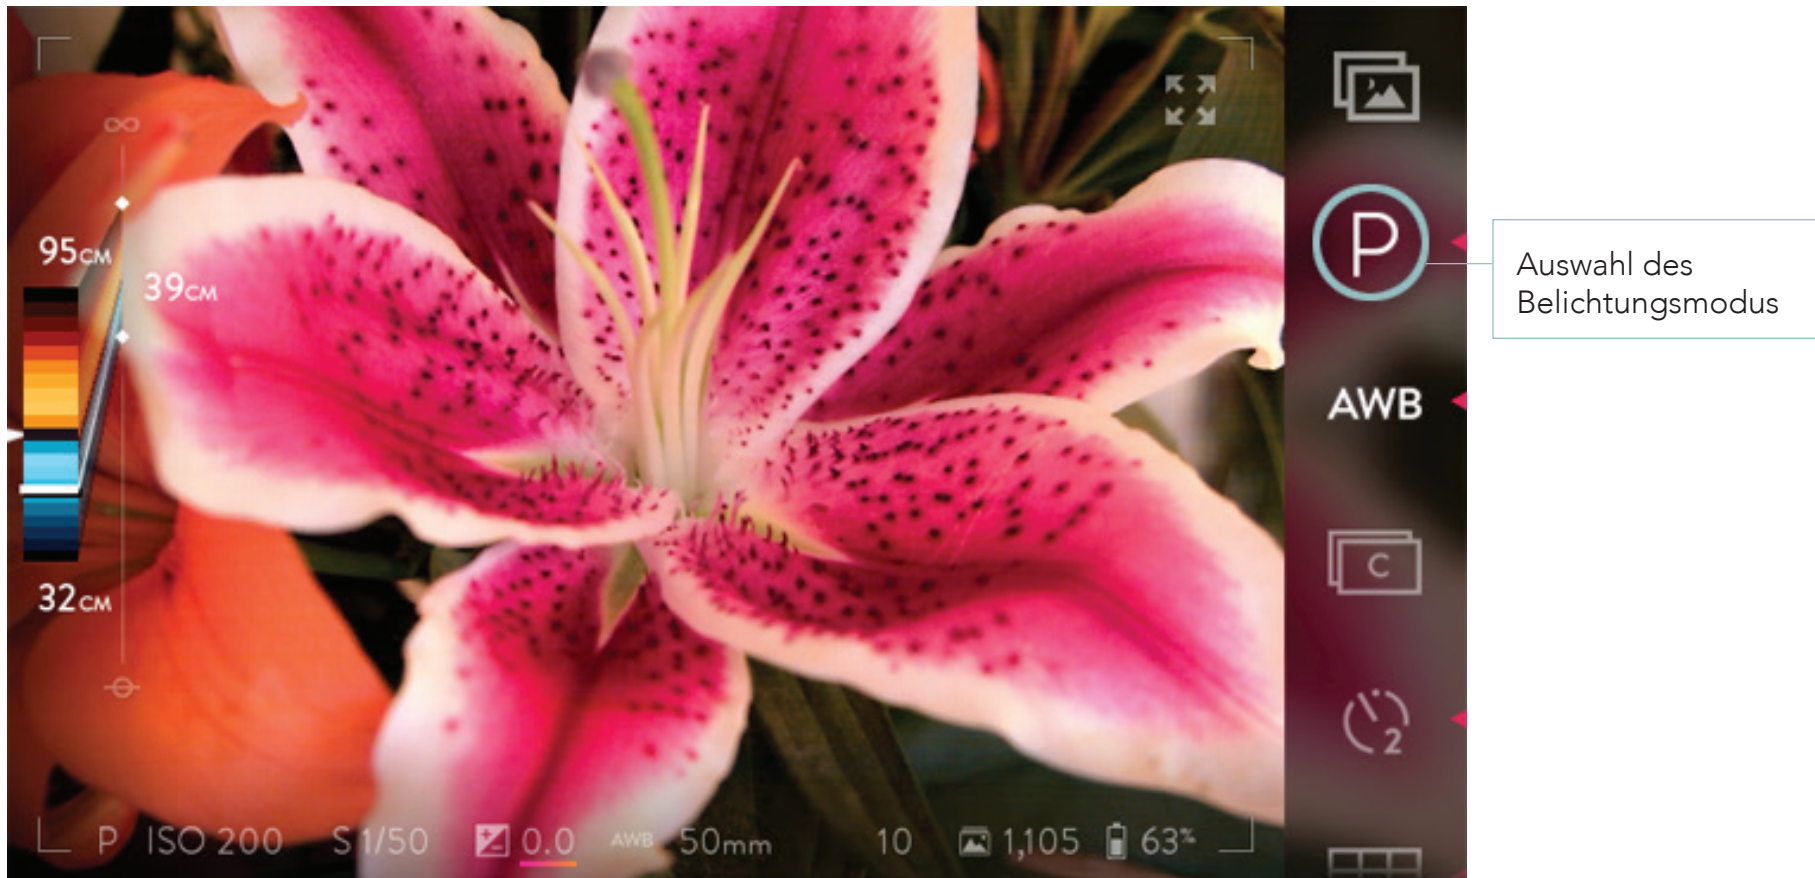 ∞
95CM
39CM
32CM
P
AWB
C
2
Auswahl des
Belichtungsmodus
P ISO 200 S 1/50 0.0 AWB 50mm 10 1,105 63%